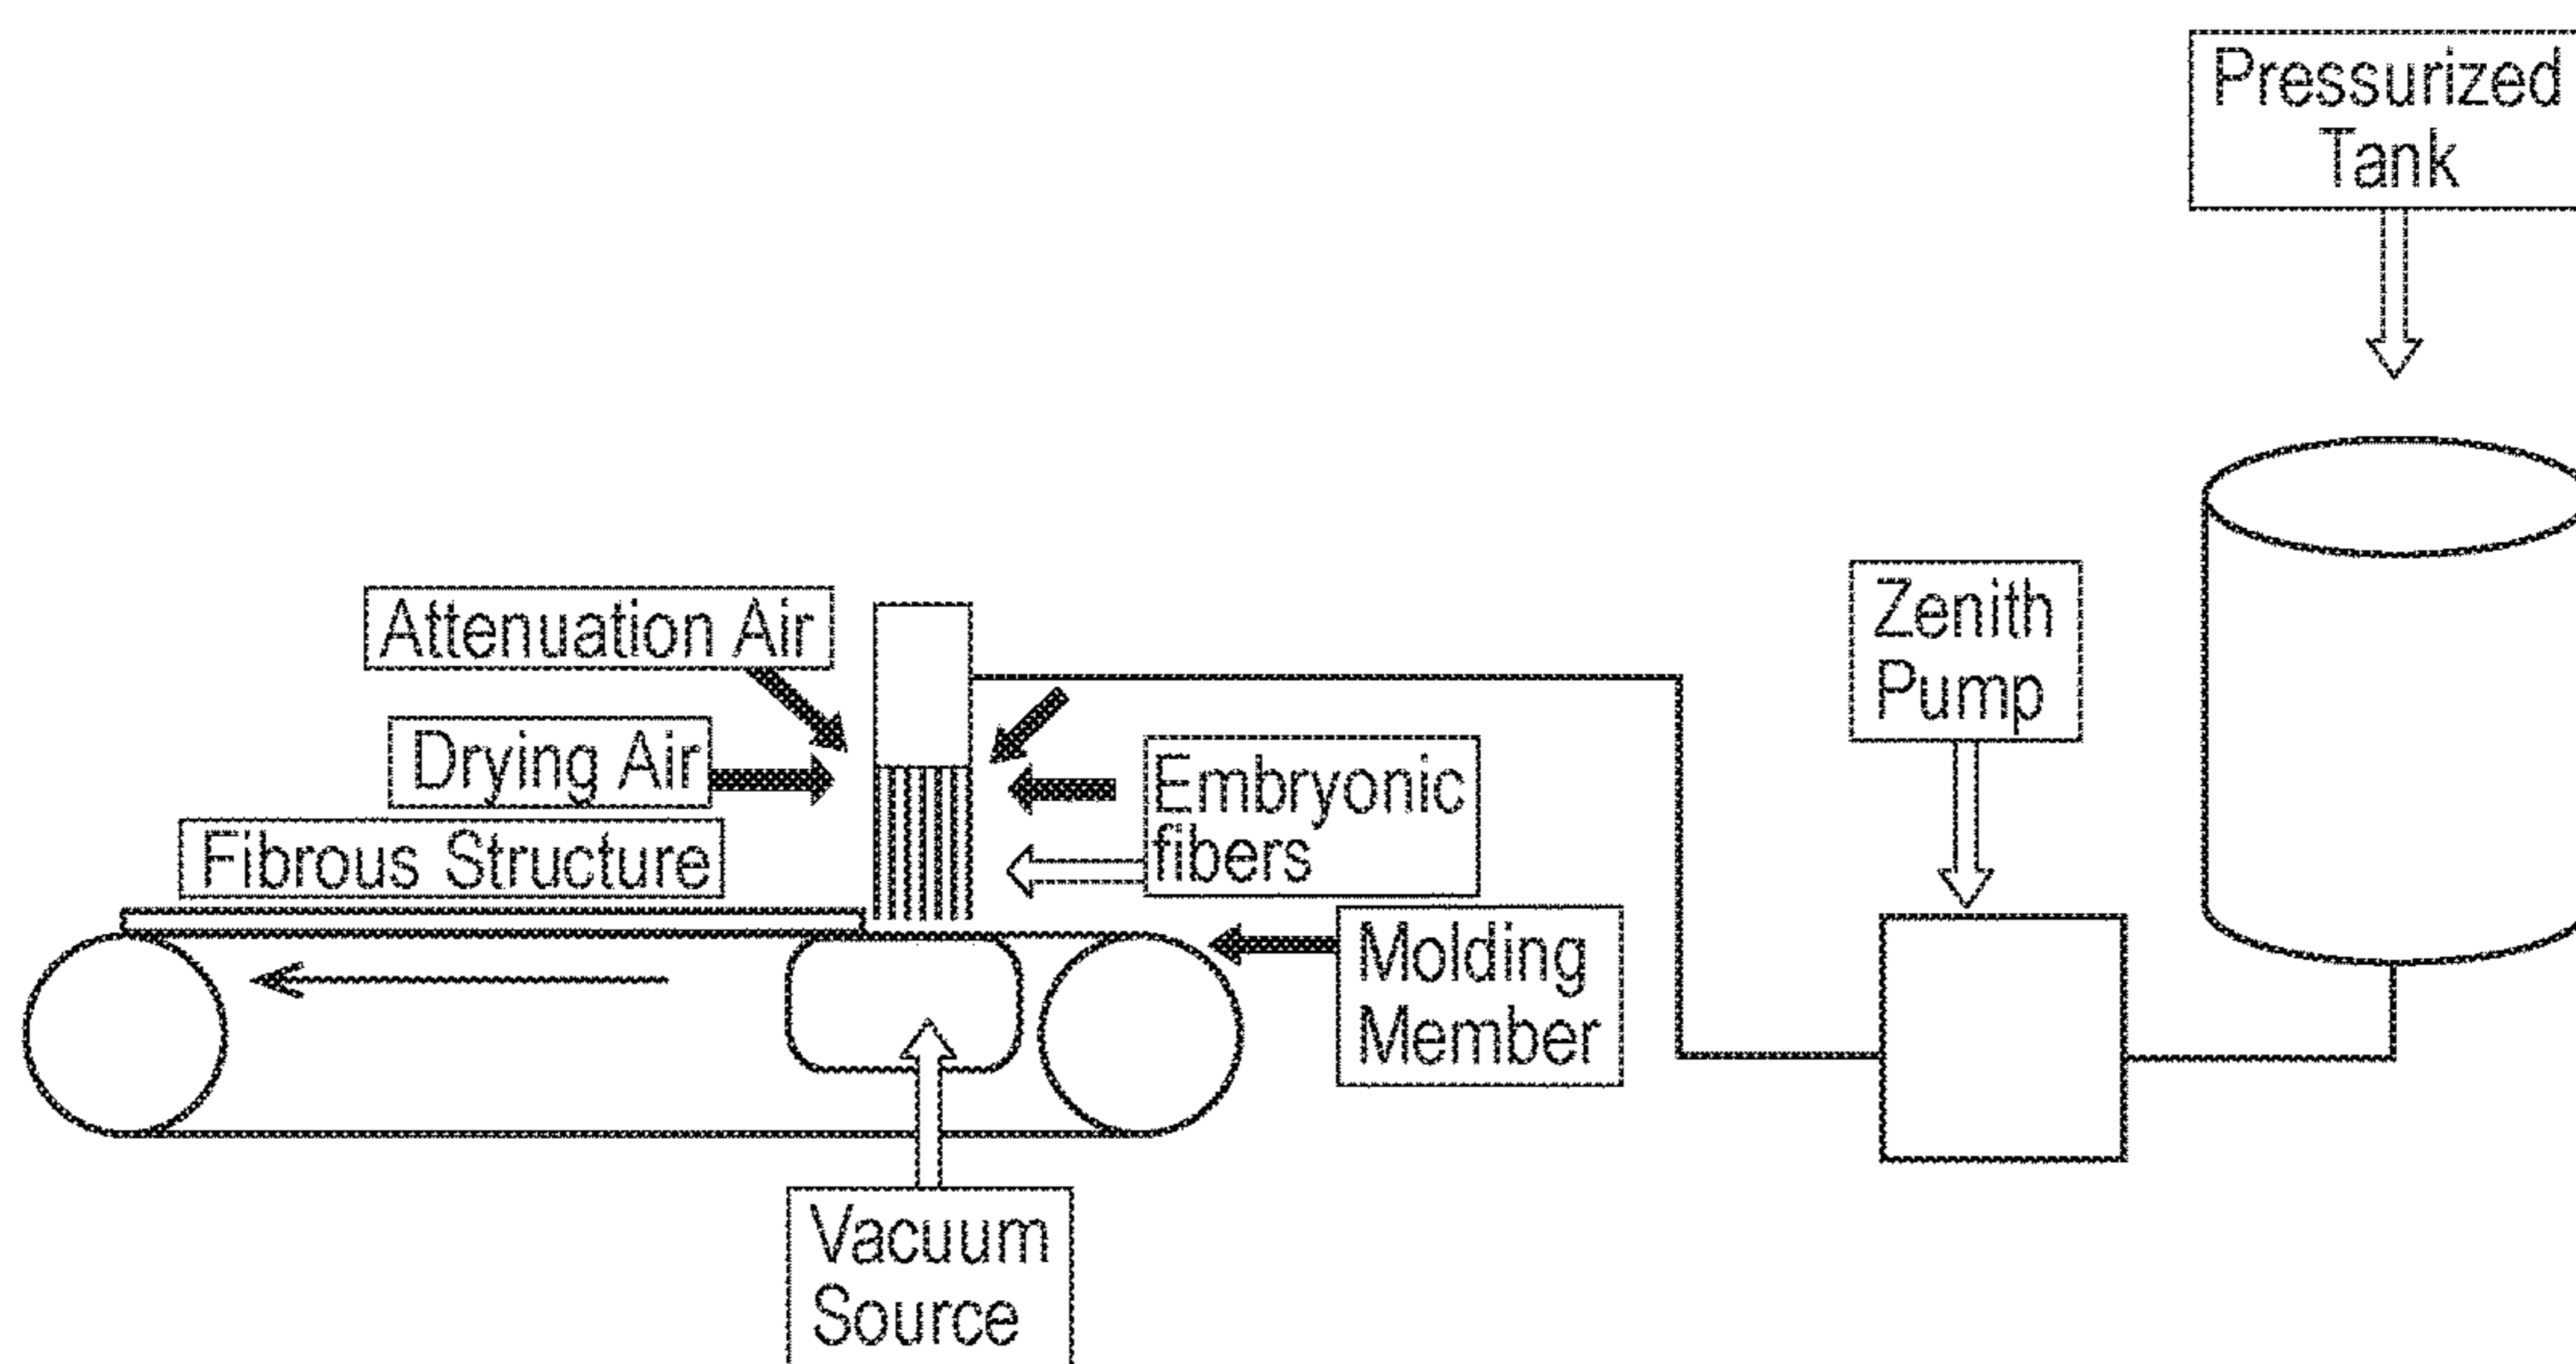 Pressurized
Tank
Zenith
Pump
Attenuation Air
Drying Air
Embryonic
fibers
Fibrous Structure
Molding
Member
Vacuum
Source